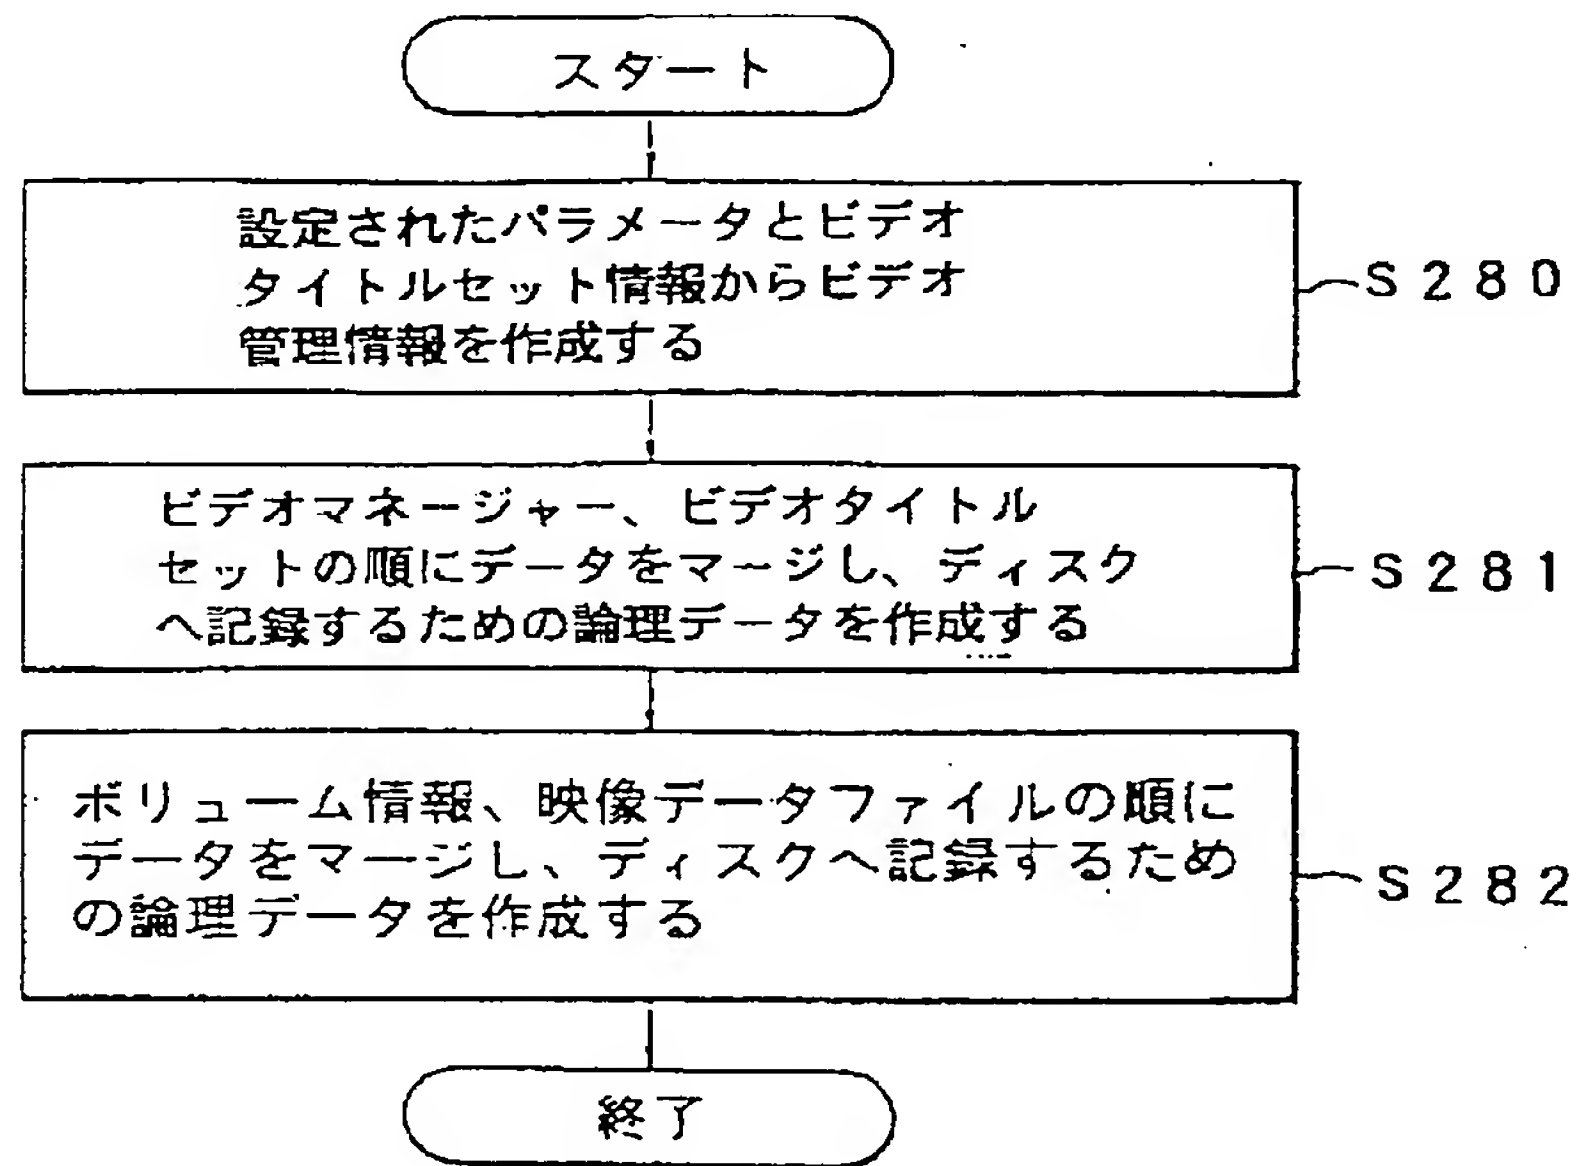 スタート
設定されたパラメータとビデオ
タイトルセット情報からビデオ
管理情報を作成する
S280
ビデオマネージャー、ビデオタイトル
セットの順にデータをマージし、ディスク
へ記録するための論理データを作成する
S281
ボリューム情報、映像データファイルの順に
データをマージし、ディスクへ記録するため
の論理データを作成する
S282
終了